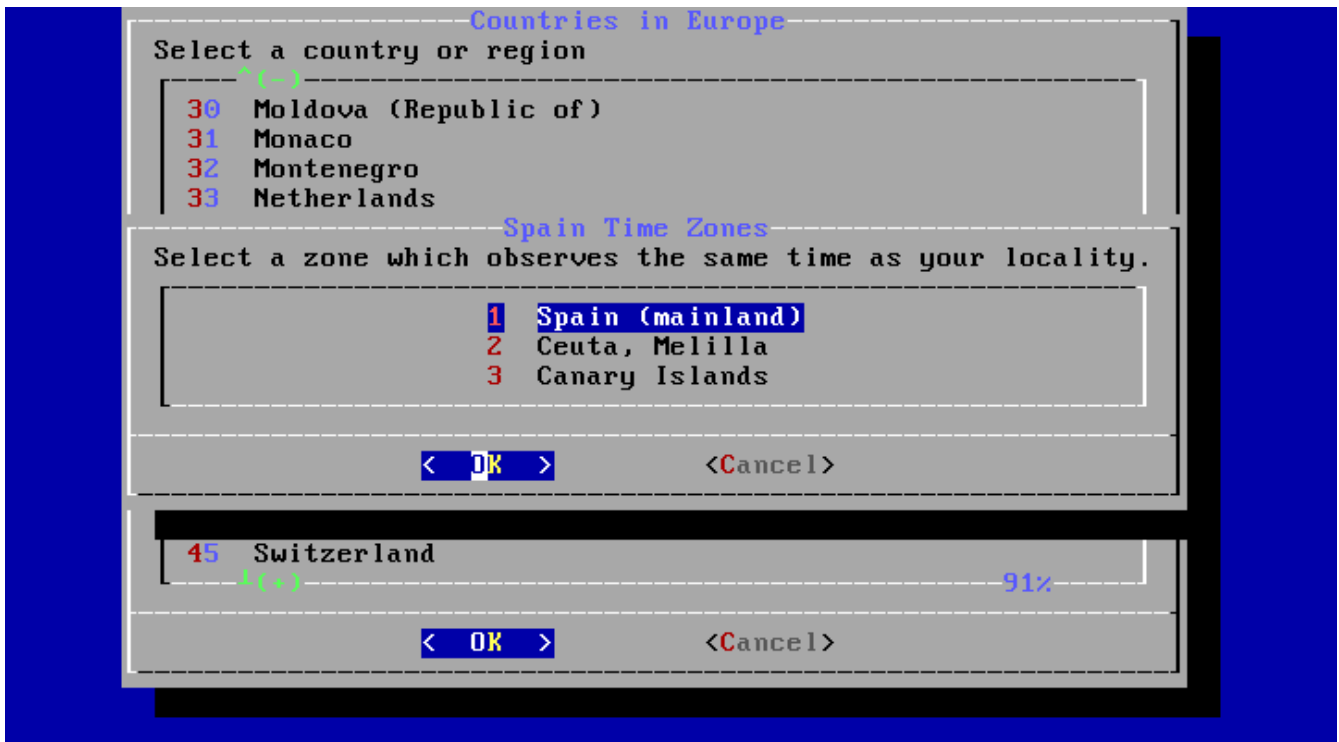 Countries in Europe
Select a country or region
^(-)
30 Moldova (Republic of)
31 Monaco
32 Montenegro
33 Netherlands
Spain Time Zones
Select a zone which observes the same time as your locality.
1 Spain (mainland)
2 Ceuta, Melilla
3 Canary Islands
< OK > <Cancel>
45 Switzerland
┴(+) 91%
< OK > <Cancel>